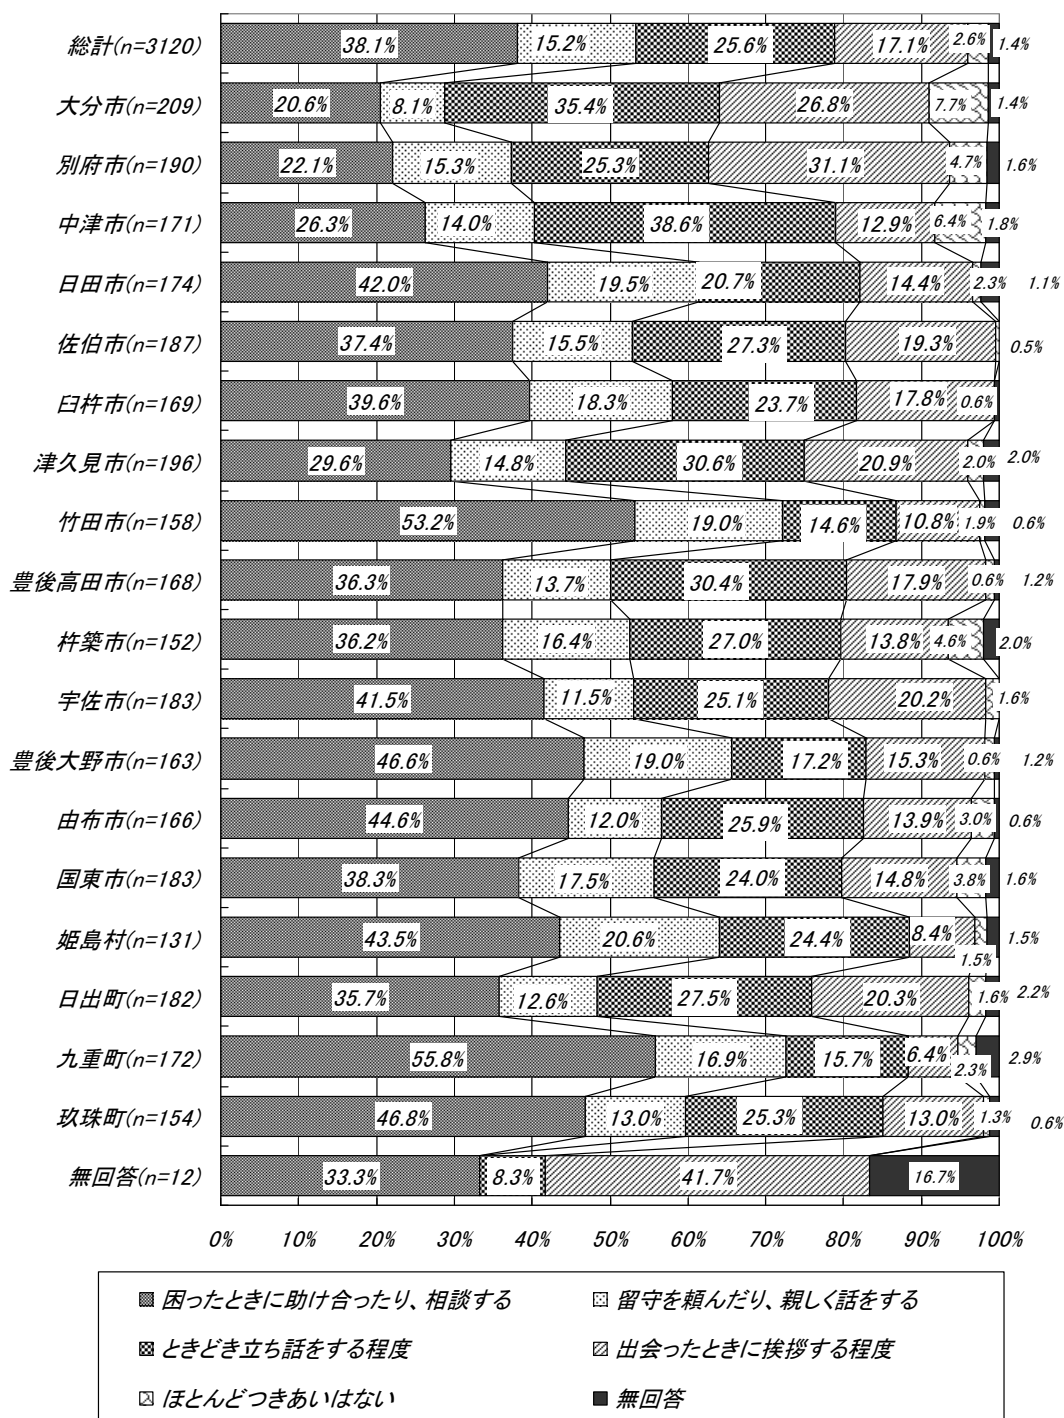 総計(n=3120) 38.1% 15.2% 25.6% 17.1% 2.6% 1.4%
大分市(n=209) 20.6% 8.1% 35.4% 26.8% 7.7% 1.4%
別府市(n=190) 22.1% 15.3% 25.3% 31.1% 4.7% 1.6%
中津市(n=171) 26.3% 14.0% 38.6% 12.9% 6.4% 1.8%
日田市(n=174) 42.0% 19.5% 20.7% 14.4% 2.3% 1.1%
佐伯市(n=187) 37.4% 15.5% 27.3% 19.3% 0.5%
臼杵市(n=169) 39.6% 18.3% 23.7% 17.8% 0.6%
津久見市(n=196) 29.6% 14.8% 30.6% 20.9% 2.0% 2.0%
竹田市(n=158) 53.2% 19.0% 14.6% 10.8% 1.9% 0.6%
豊後高田市(n=168) 36.3% 13.7% 30.4% 17.9% 0.6% 1.2%
杵築市(n=152) 36.2% 16.4% 27.0% 13.8% 4.6% 2.0%
宇佐市(n=183) 41.5% 11.5% 25.1% 20.2% 1.6%
豊後大野市(n=163) 46.6% 19.0% 17.2% 15.3% 0.6% 1.2%
由布市(n=166) 44.6% 12.0% 25.9% 13.9% 3.0% 0.6%
国東市(n=183) 38.3% 17.5% 24.0% 14.8% 3.8% 1.6%
姫島村(n=131) 43.5% 20.6% 24.4% 8.4% 1.5% 1.5%
日出町(n=182) 35.7% 12.6% 27.5% 20.3% 1.6% 2.2%
九重町(n=172) 55.8% 16.9% 15.7% 6.4% 2.3% 2.9%
玖珠町(n=154) 46.8% 13.0% 25.3% 13.0% 1.3% 0.6%
無回答(n=12) 33.3% 8.3% 41.7% 16.7%
0% 10% 20% 30% 40% 50% 60% 70% 80% 90% 100%
困ったときに助け合ったり、相談する 留守を頼んだり、親しく話をする
ときどき立ち話をする程度 出会ったときに挨拶する程度
ほとんどつきあいはない 無回答